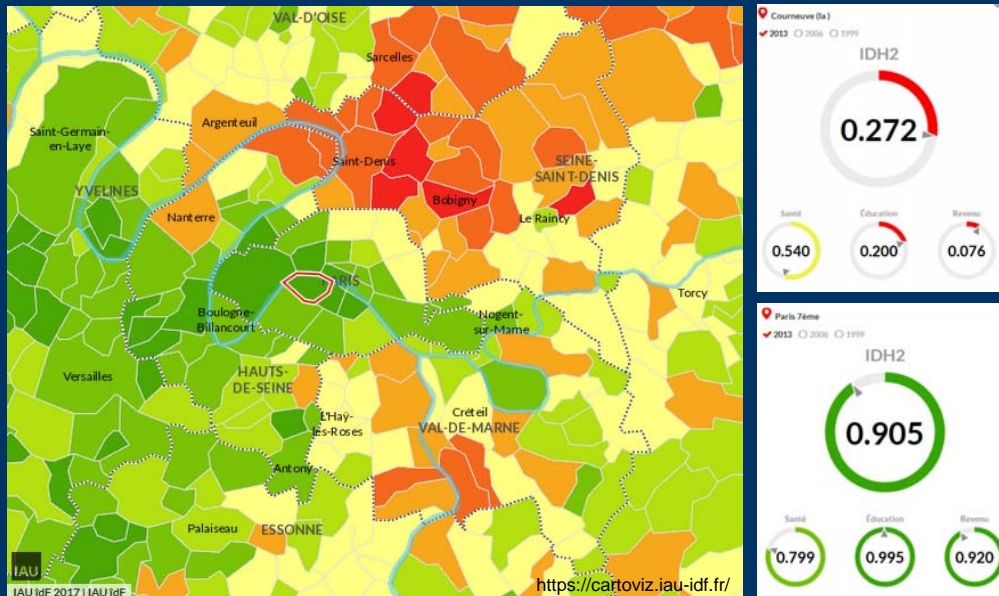 VAL-D'OISE
Sarcelles
Argenteuil
Saint-Germain-
en-Laye
Saint-Denis
SEINE-
SAINT-DENIS
YVELINES
Bobigny
Nanterre
Le Raincy
PARIS
Torcy
Boulogne-
Billancourt
Nogent-
sur-Marne
Versailles
HAUTS-
DE-SEINE
L'Haÿ-
les-Roses
Créteil
VAL-DE-MARNE
Antony
Palaiseau
ESSONNE
IAU
IAU îdF 2017 | IAU îdF
https://cartoviz.iau-idf.fr/
Courneuve (la)
2013 2006 1999
IDH2
0.272
Santé Éducation Revenu
0.540 0.200 0.076
Paris 7ème
2013 2006 1999
IDH2
0.905
Santé Éducation Revenu
0.799 0.995 0.920